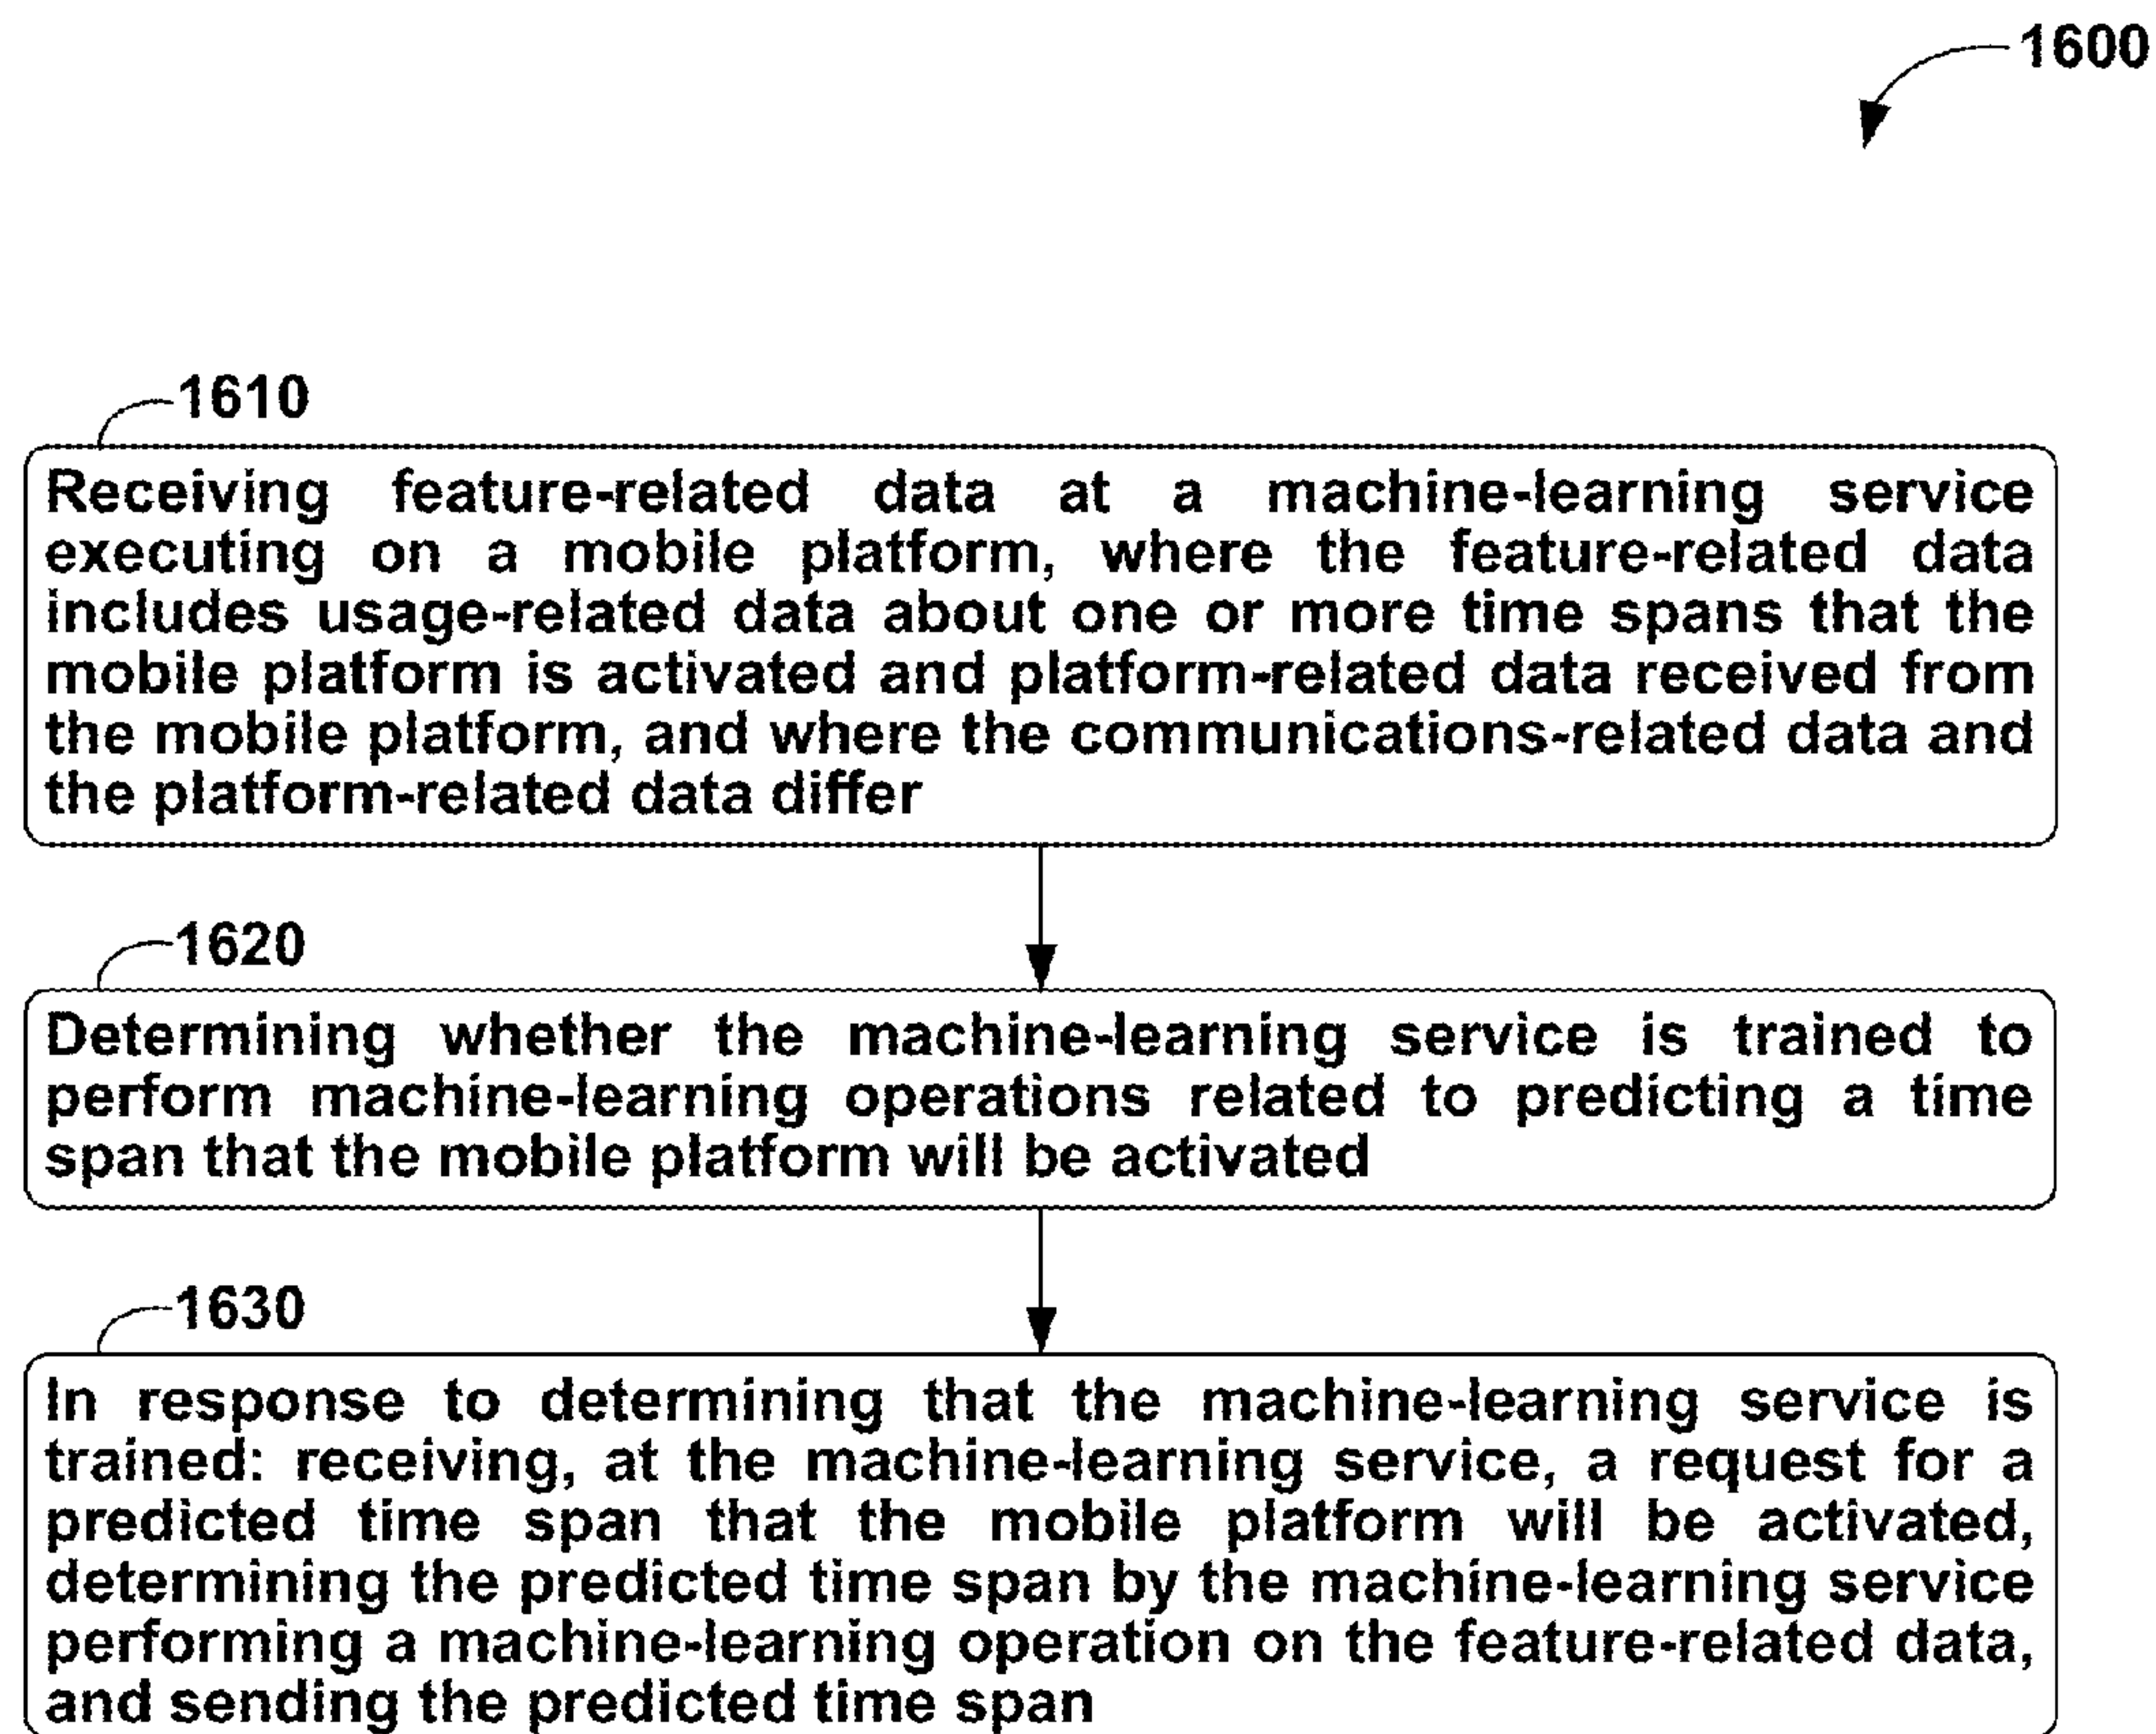 1600
1610
Receiving feature-related data at a machine-learning service
executing on a mobile platform, where the feature-related data
includes usage-related data about one or more time spans that the
mobile platform is activated and platform-related data received from
the mobile platform, and where the communications-related data and
the platform-related data differ
1620
Determining whether the machine-learning service is trained to
perform machine-learning operations related to predicting a time
span that the mobile platform will be activated
1630
In response to determining that the machine-learning service is
trained: receiving, at the machine-learning service, a request for a
predicted time span that the mobile platform will be activated,
determining the predicted time span by the machine-learning service
performing a machine-learning operation on the feature-related data,
and sending the predicted time span